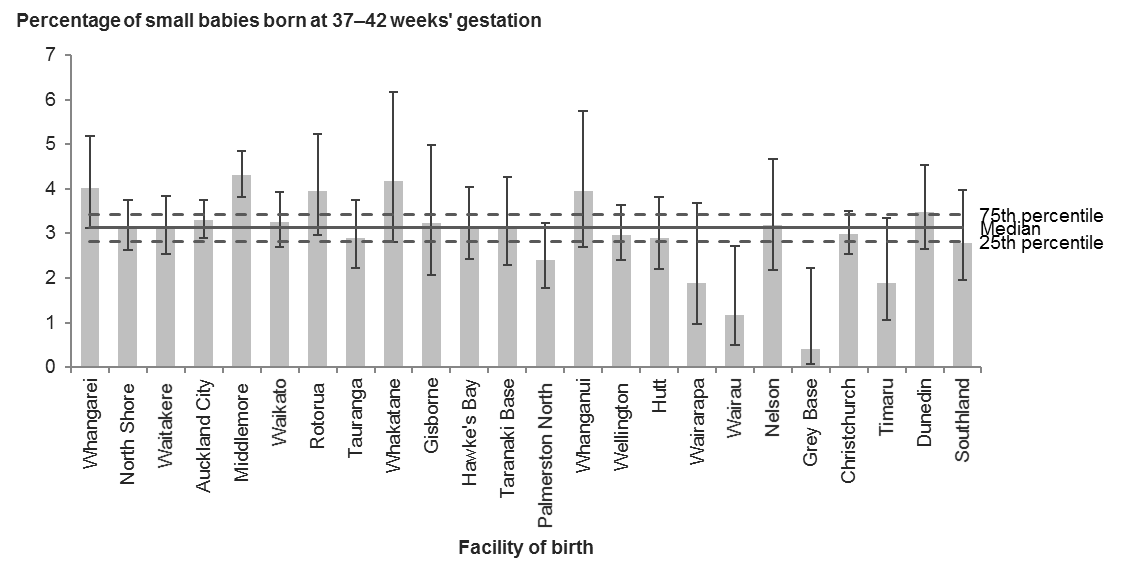 Percentage of small babies born at 37–42 weeks' gestation
7
6
5
4
3
2
1
0
75th percentile
Median
25th percentile
Whangarei
North Shore
Waitakere
Auckland City
Middlemore
Waikato
Rotorua
Tauranga
Whakatane
Gisborne
Hawke's Bay
Taranaki Base
Palmerston North
Whanganui
Wellington
Hutt
Wairarapa
Wairau
Nelson
Grey Base
Christchurch
Timaru
Dunedin
Southland
Facility of birth